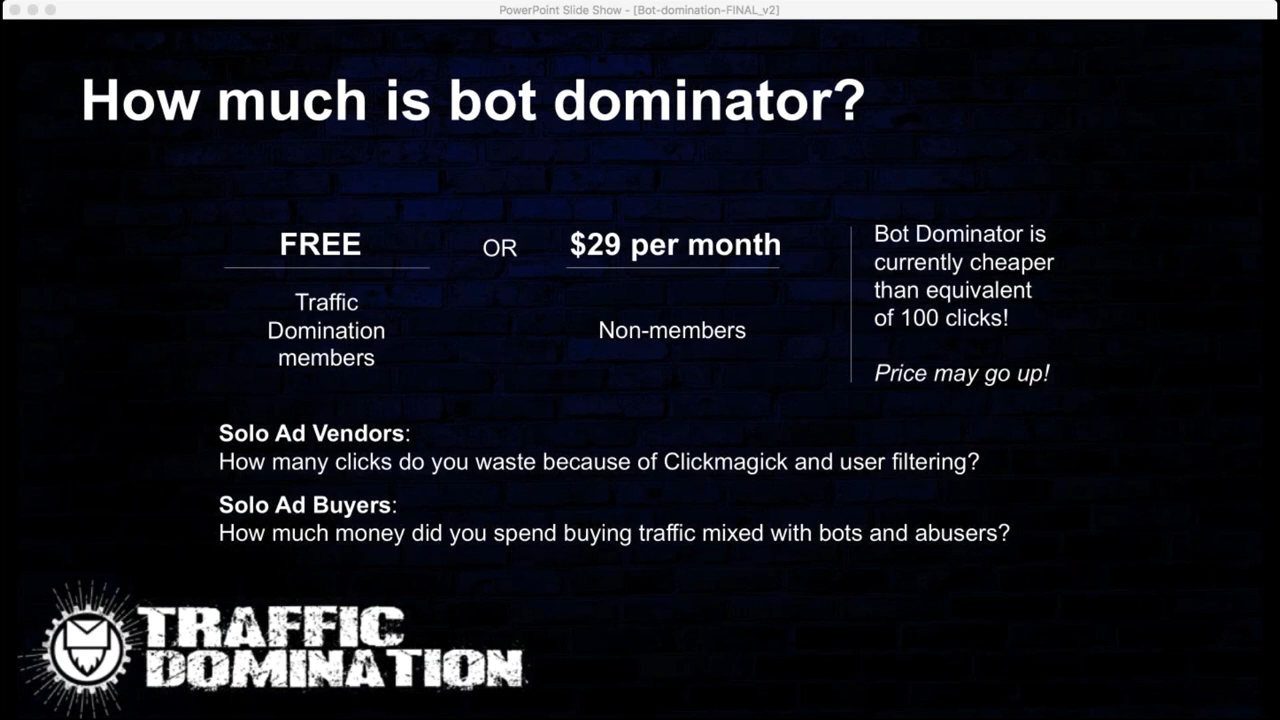 PowerPoint Slide Show - [Bot-domination-FINAL_v2]
How much is bot dominator?
FREE
OR
$29 per month
Traffic
Domination
members
Non-members
Bot Dominator is
currently cheaper
than equivalent
of 100 clicks!
Price may go up!
Solo Ad Vendors:
How many clicks do you waste because of Clickmagick and user filtering?
Solo Ad Buyers:
How much money did you spend buying traffic mixed with bots and abusers?
TRAFFIC
DOMINATION